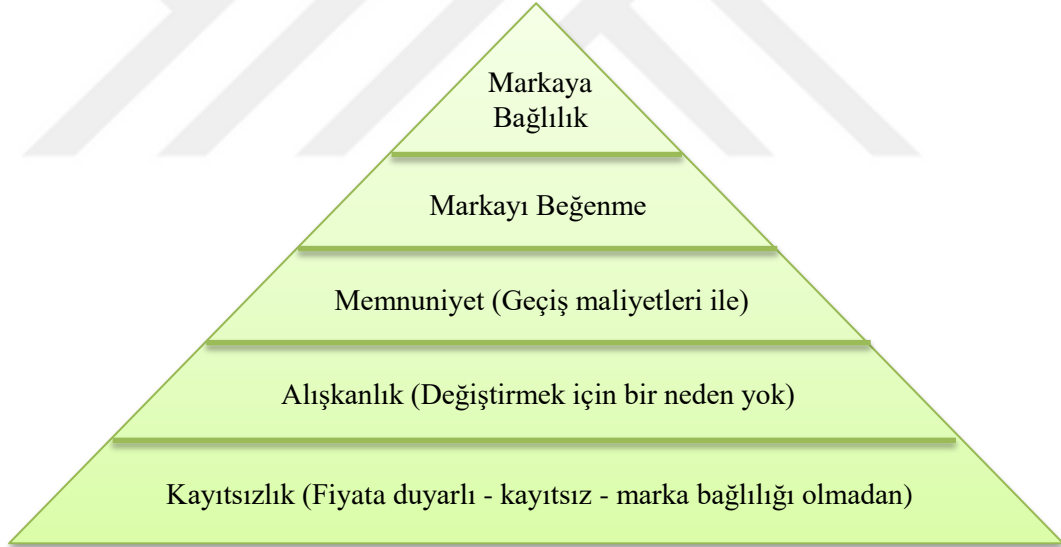 Markaya
Bağlılık
Markayı Beğenme
Memnuniyet (Geçiş maliyetleri ile)
Alışkanlık (Değiştirmek için bir neden yok)
Kayıtsızlık (Fiyata duyarlı - kayıtsız - marka bağlılığı olmadan)